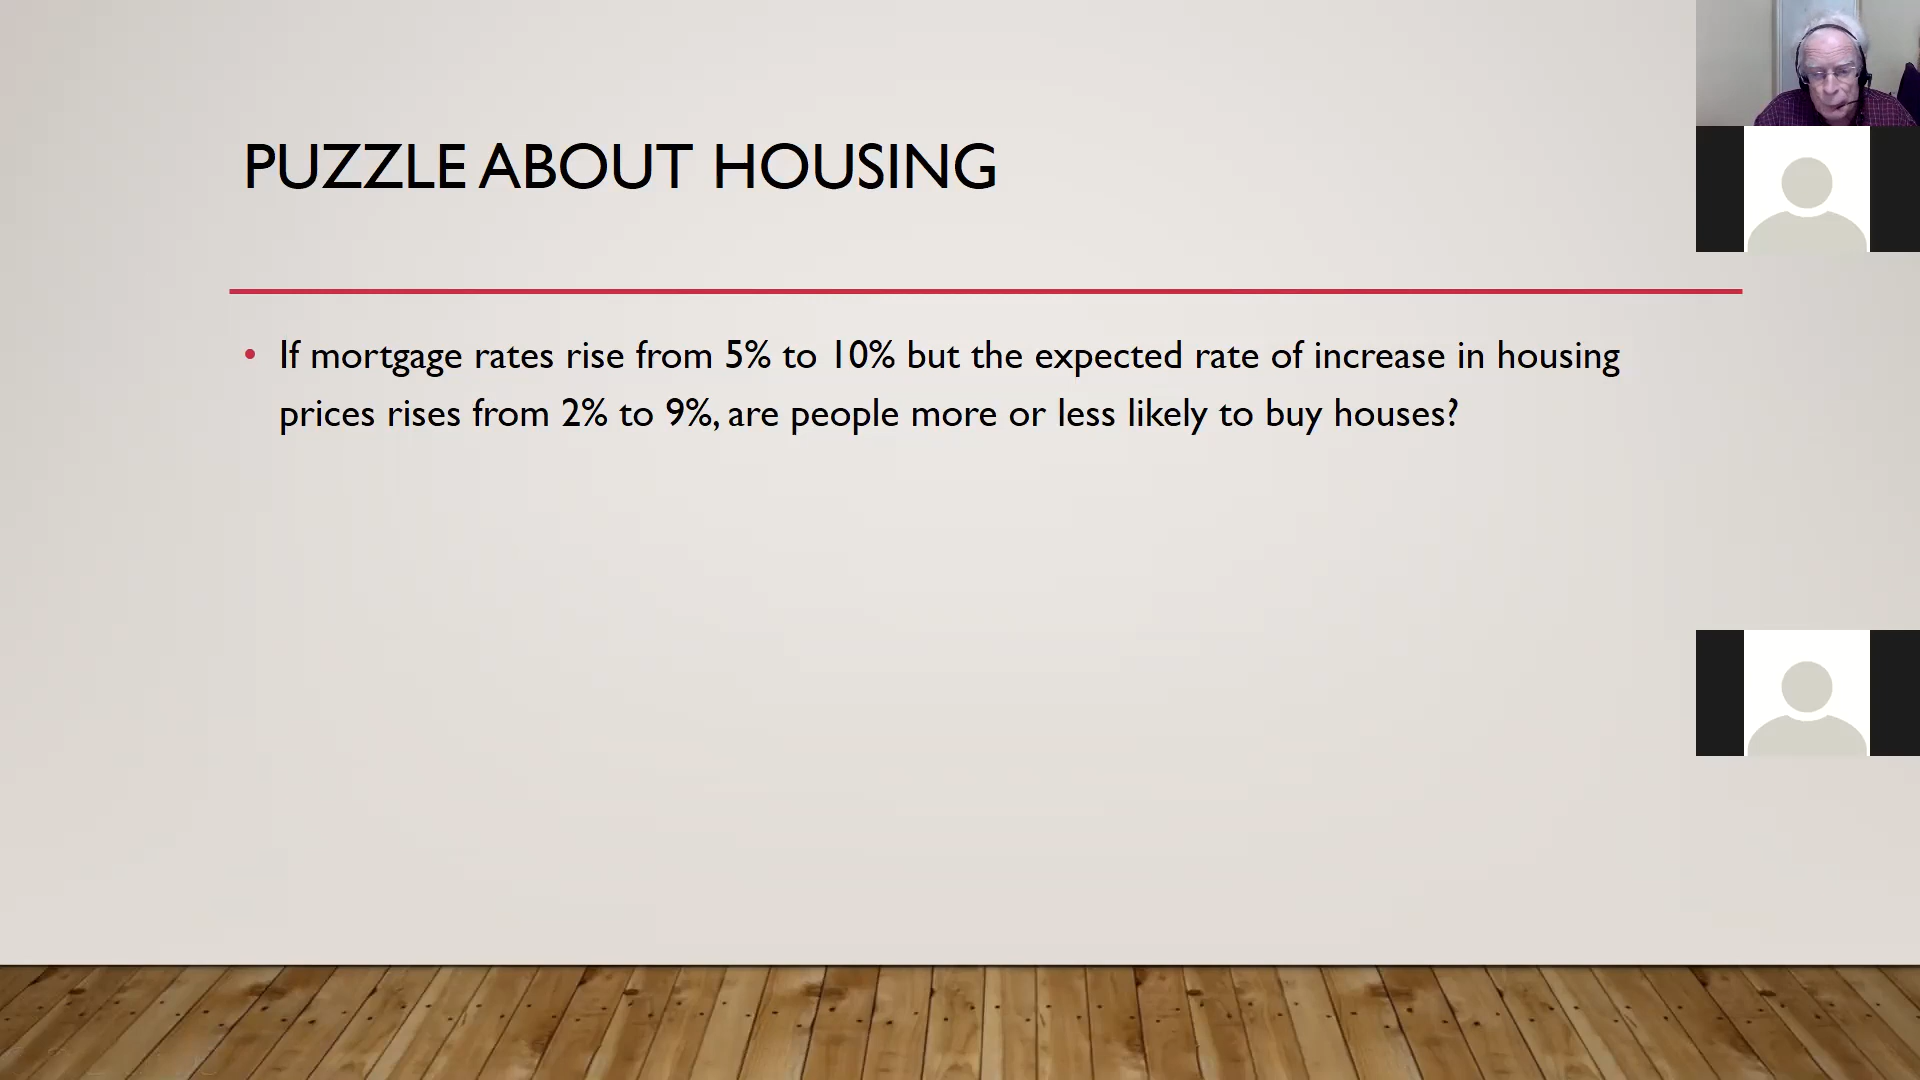 PUZZLE ABOUT HOUSING
• If mortgage rates rise from 5% to 10% but the expected rate of increase in housing
prices rises from 2% to 9%, are people more or less likely to buy houses?